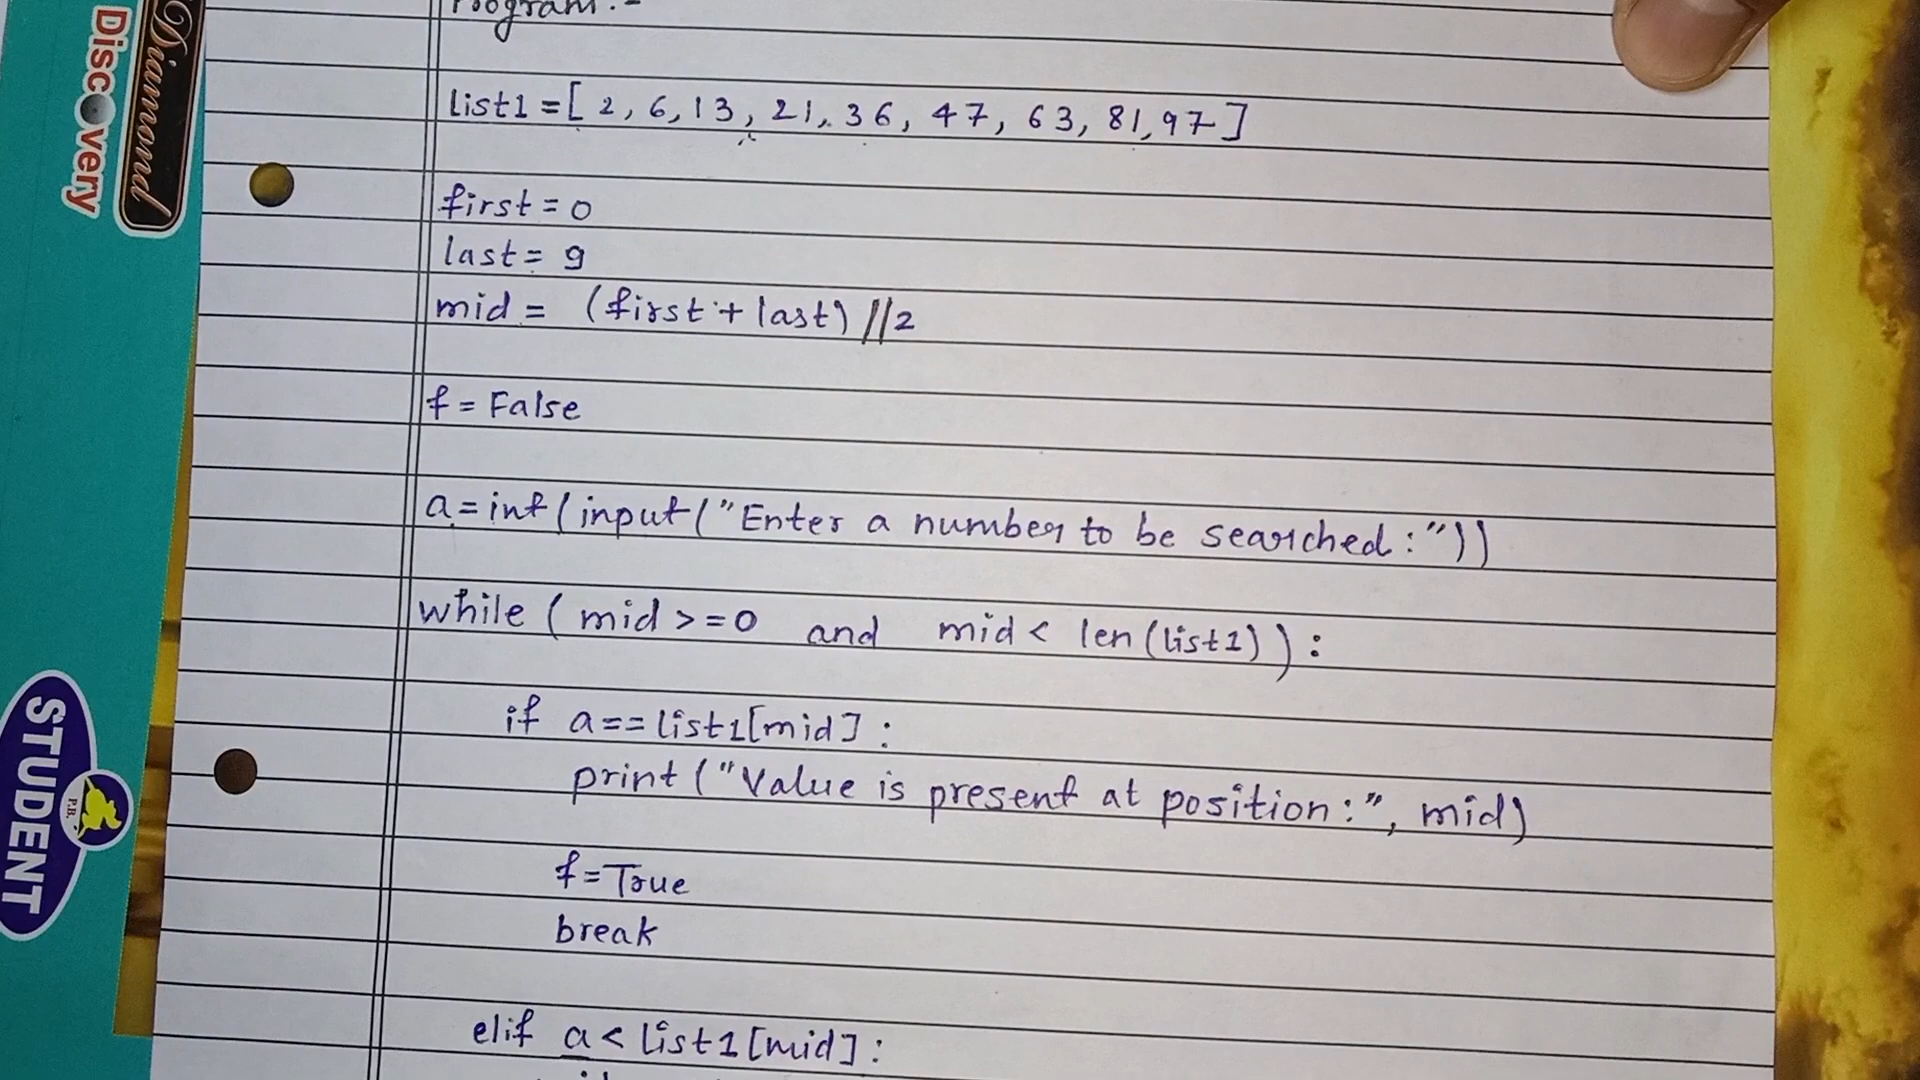 Program:-
list1=[ 2, 6, 13, 21, 36, 47, 63, 81, 97 ]
first = 0
last = 9
mid = (first + last) //2
f = False
a = int(input("Enter a number to be searched:"))
while ( mid >=0 and mid < len(list1)):
if a == list1[mid] :
print ("Value is present at position:", mid)
f = True
break
elif a < list1[mid] :
Diamond
Discovery
STUDENT
P.B.